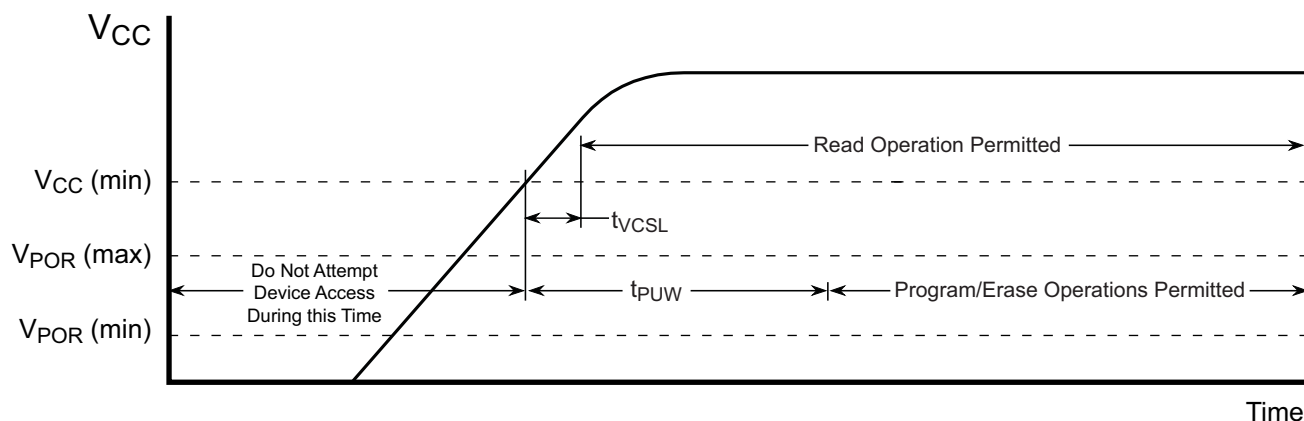 VCC
Read Operation Permitted
VCC (min)
tVCSL
VPOR (max)
Do Not Attempt
Device Access
During this Time
tPUW
Program/Erase Operations Permitted
VPOR (min)
Time